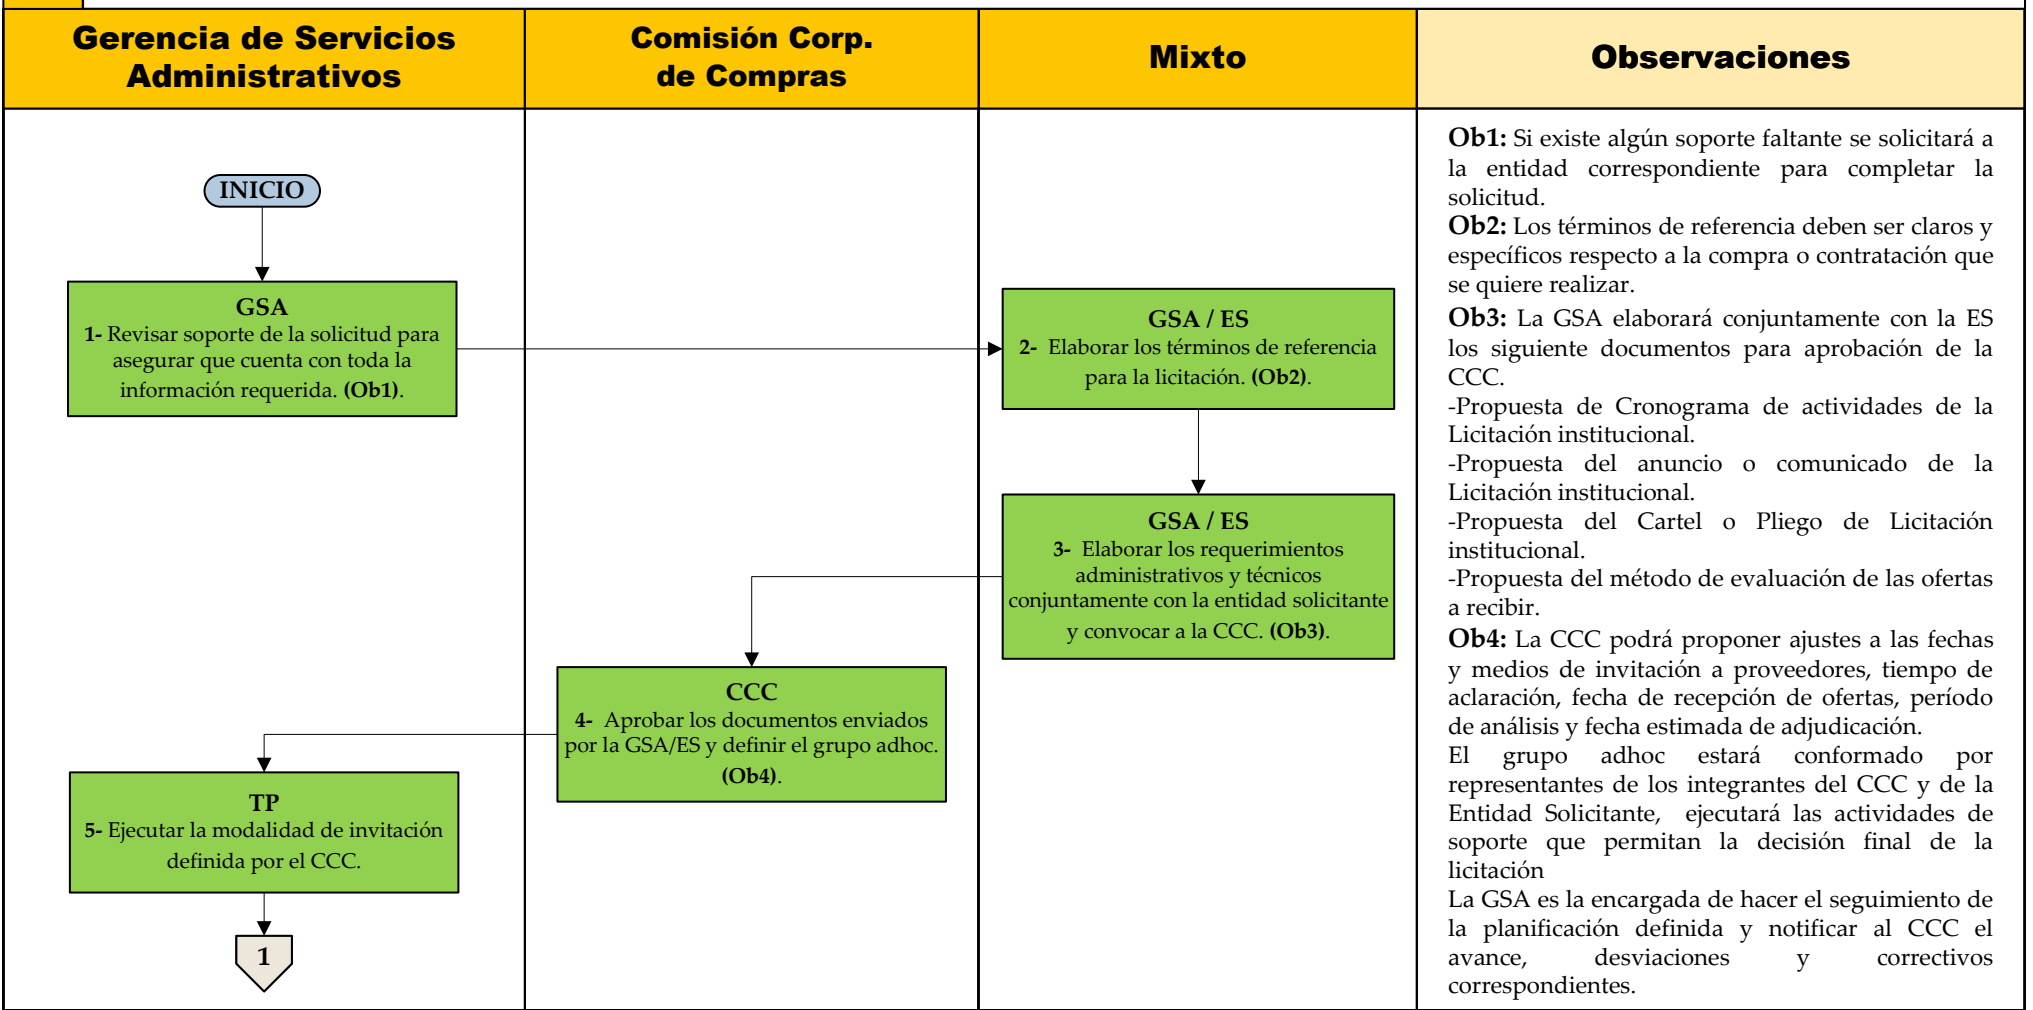 Gerencia de Servicios
Administrativos
Comisión Corp.
de Compras
Mixto
Observaciones
INICIO
GSA
1- Revisar soporte de la solicitud para
asegurar que cuenta con toda la
información requerida. (Ob1).
GSA / ES
2- Elaborar los términos de referencia
para la licitación. (Ob2).
GSA / ES
3- Elaborar los requerimientos
administrativos y técnicos
conjuntamente con la entidad solicitante
y convocar a la CCC. (Ob3).
CCC
4- Aprobar los documentos enviados
por la GSA/ES y definir el grupo adhoc.
(Ob4).
TP
5- Ejecutar la modalidad de invitación
definida por el CCC.
1
Ob1: Si existe algún soporte faltante se solicitará a
la entidad correspondiente para completar la
solicitud.
Ob2: Los términos de referencia deben ser claros y
específicos respecto a la compra o contratación que
se quiere realizar.
Ob3: La GSA elaborará conjuntamente con la ES
los siguiente documentos para aprobación de la
CCC.
-Propuesta de Cronograma de actividades de la
Licitación institucional.
-Propuesta del anuncio o comunicado de la
Licitación institucional.
-Propuesta del Cartel o Pliego de Licitación
institucional.
-Propuesta del método de evaluación de las ofertas
a recibir.
Ob4: La CCC podrá proponer ajustes a las fechas
y medios de invitación a proveedores, tiempo de
aclaración, fecha de recepción de ofertas, período
de análisis y fecha estimada de adjudicación.
El grupo adhoc estará conformado por
representantes de los integrantes del CCC y de la
Entidad Solicitante, ejecutará las actividades de
soporte que permitan la decisión final de la
licitación
La GSA es la encargada de hacer el seguimiento de
la planificación definida y notificar al CCC el
avance, desviaciones y correctivos
correspondientes.